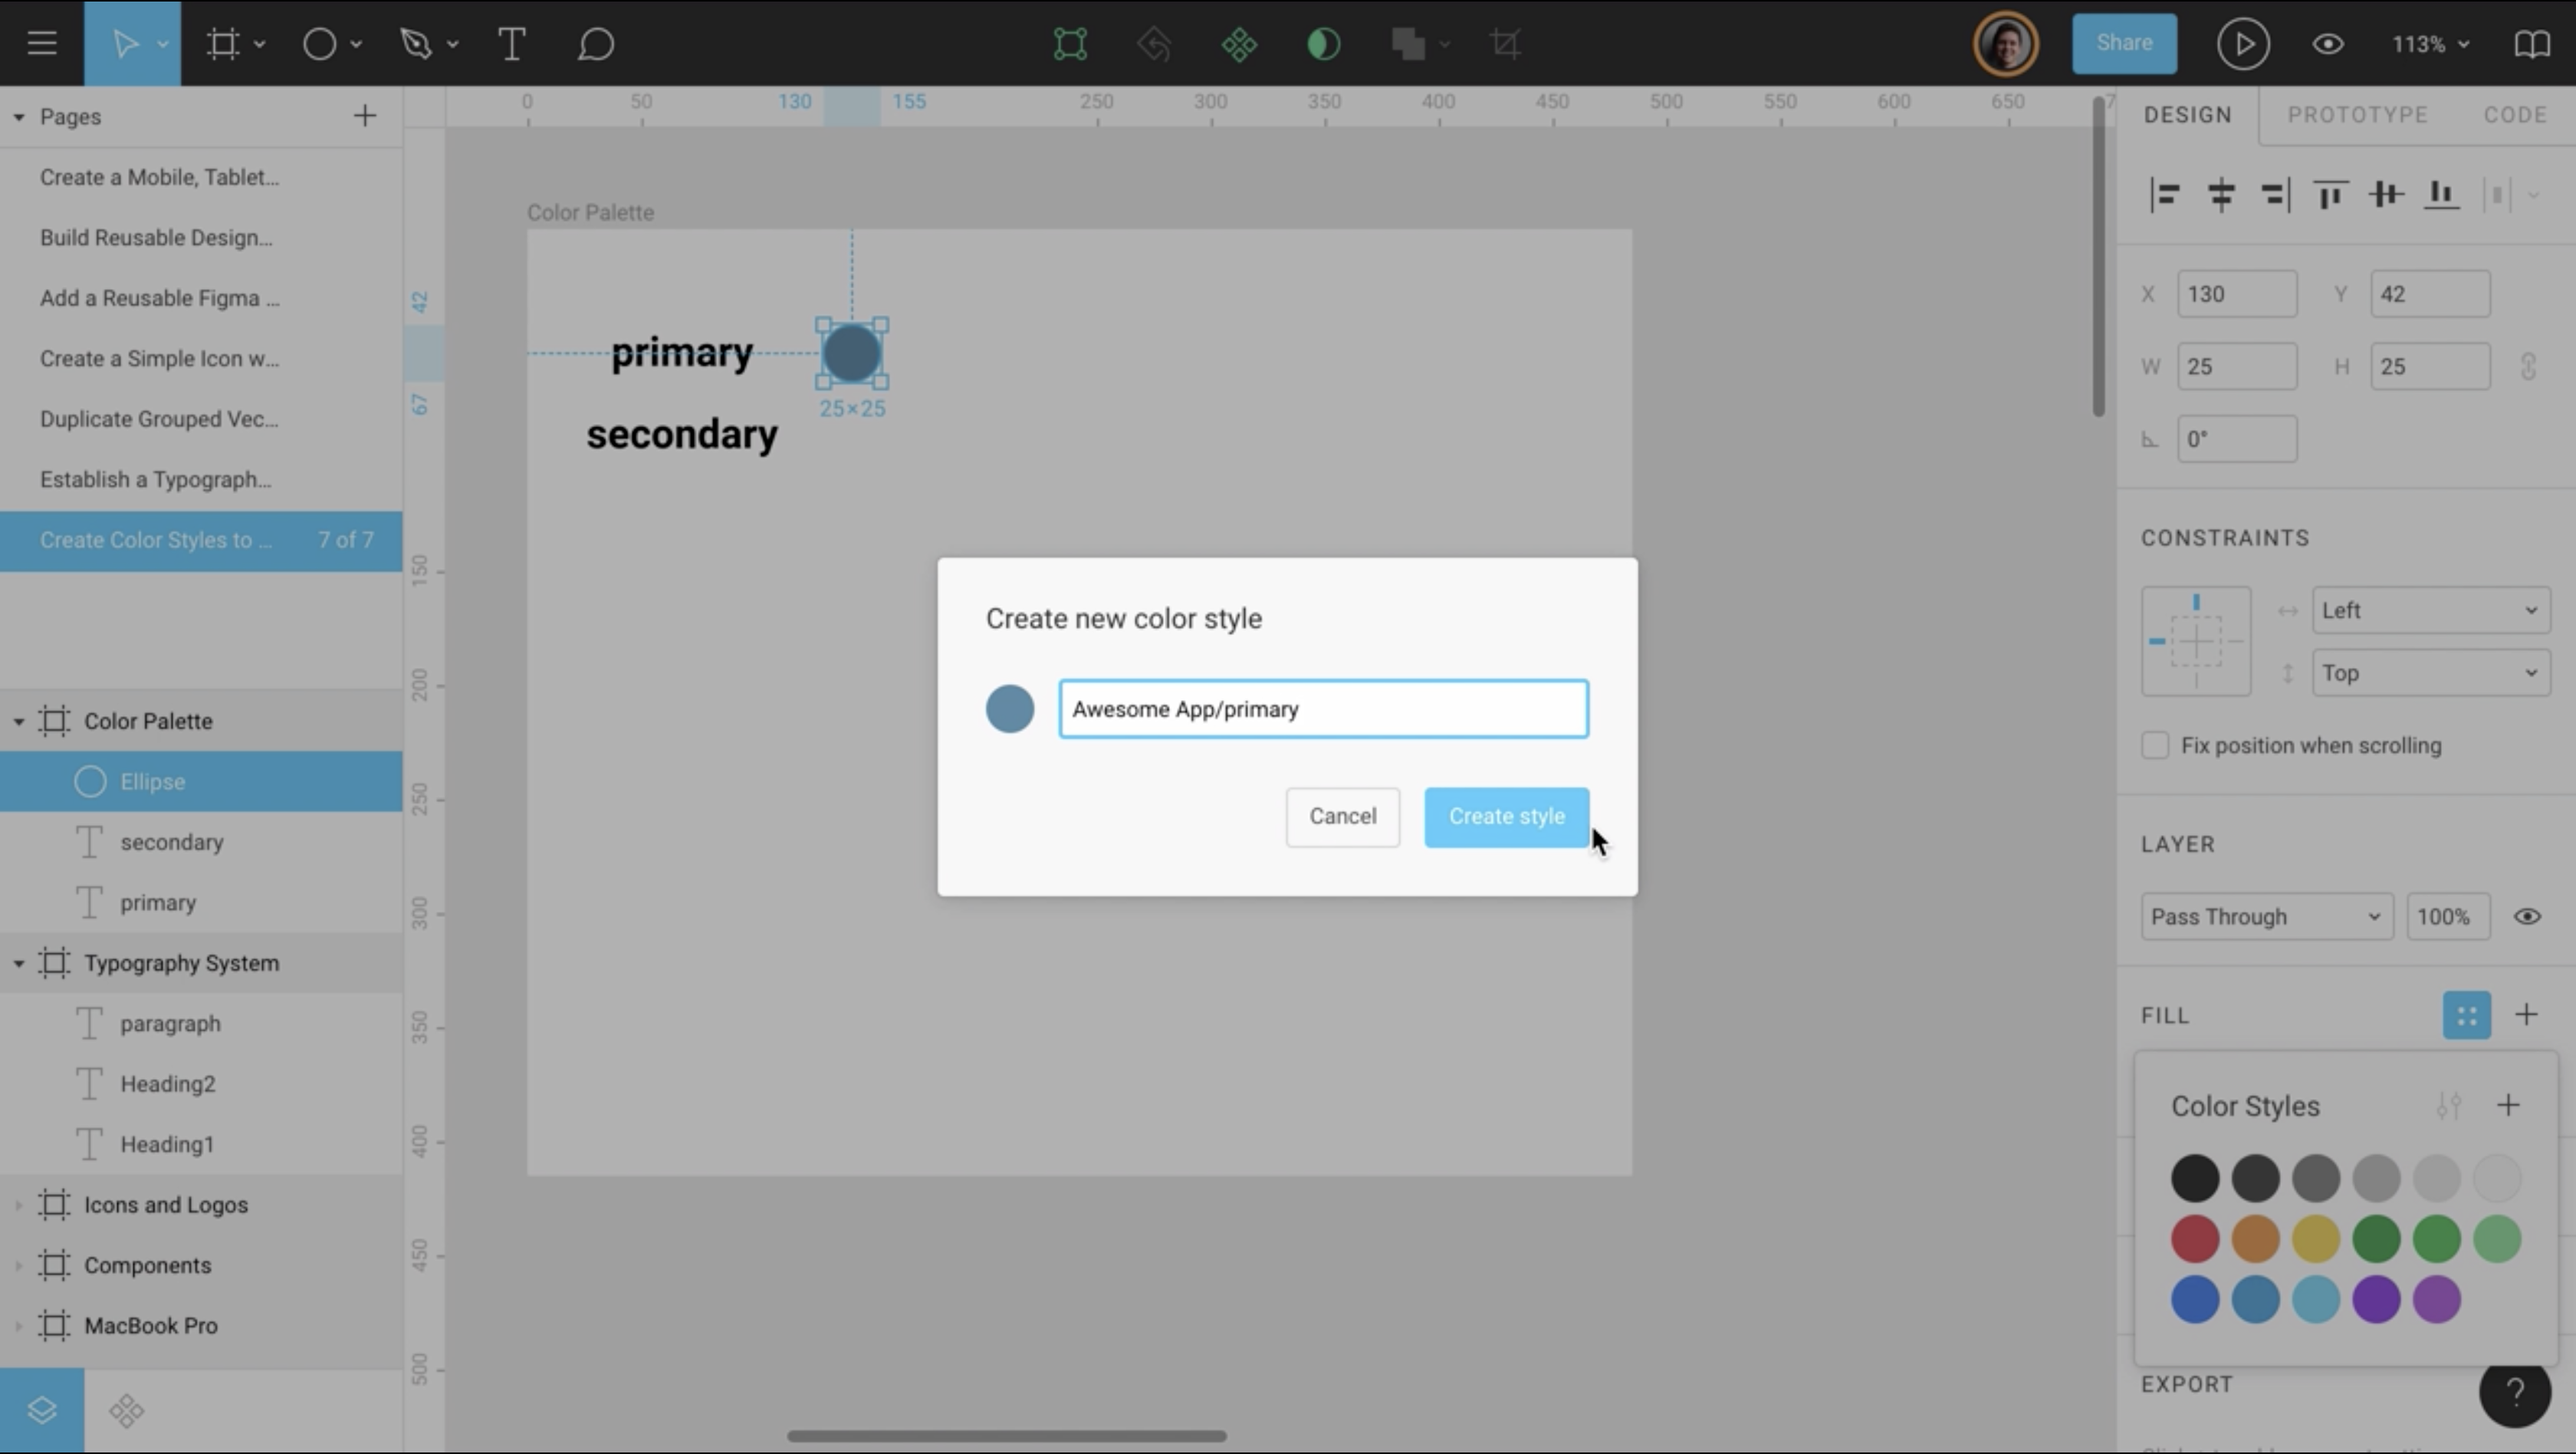 Share
113%
Pages
Create a Mobile, Tablet...
Build Reusable Design...
Add a Reusable Figma ...
Create a Simple Icon w...
Duplicate Grouped Vec...
Establish a Typograph...
Create Color Styles to ... 7 of 7
Color Palette
Ellipse
secondary
primary
Typography System
paragraph
Heading2
Heading1
Icons and Logos
Components
MacBook Pro
0 50 130 155 250 300 350 400 450 500 550 600 650 7
42
67
150
200
250
300
350
400
450
500
Color Palette
primary
25×25
secondary
Create new color style
Awesome App/primary
Cancel Create style
DESIGN PROTOTYPE CODE
X 130 Y 42
W 25 H 25
0°
CONSTRAINTS
Left
Top
Fix position when scrolling
LAYER
Pass Through 100%
FILL
Color Styles
EXPORT
?